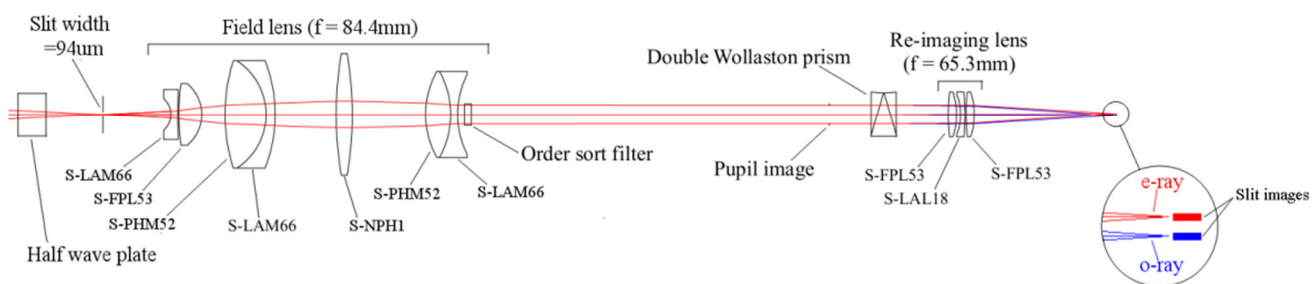 Slit width
=94um
Field lens (f = 84.4mm)
Double Wollaston prism
Re-imaging lens
(f = 65.3mm)
S-LAM66
S-FPL53
S-PHM52
S-LAM66
S-NPH1
S-PHM52
S-LAM66
Order sort filter
Pupil image
S-FPL53
S-LAL18
S-FPL53
Half wave plate
e-ray
Slit images
o-ray